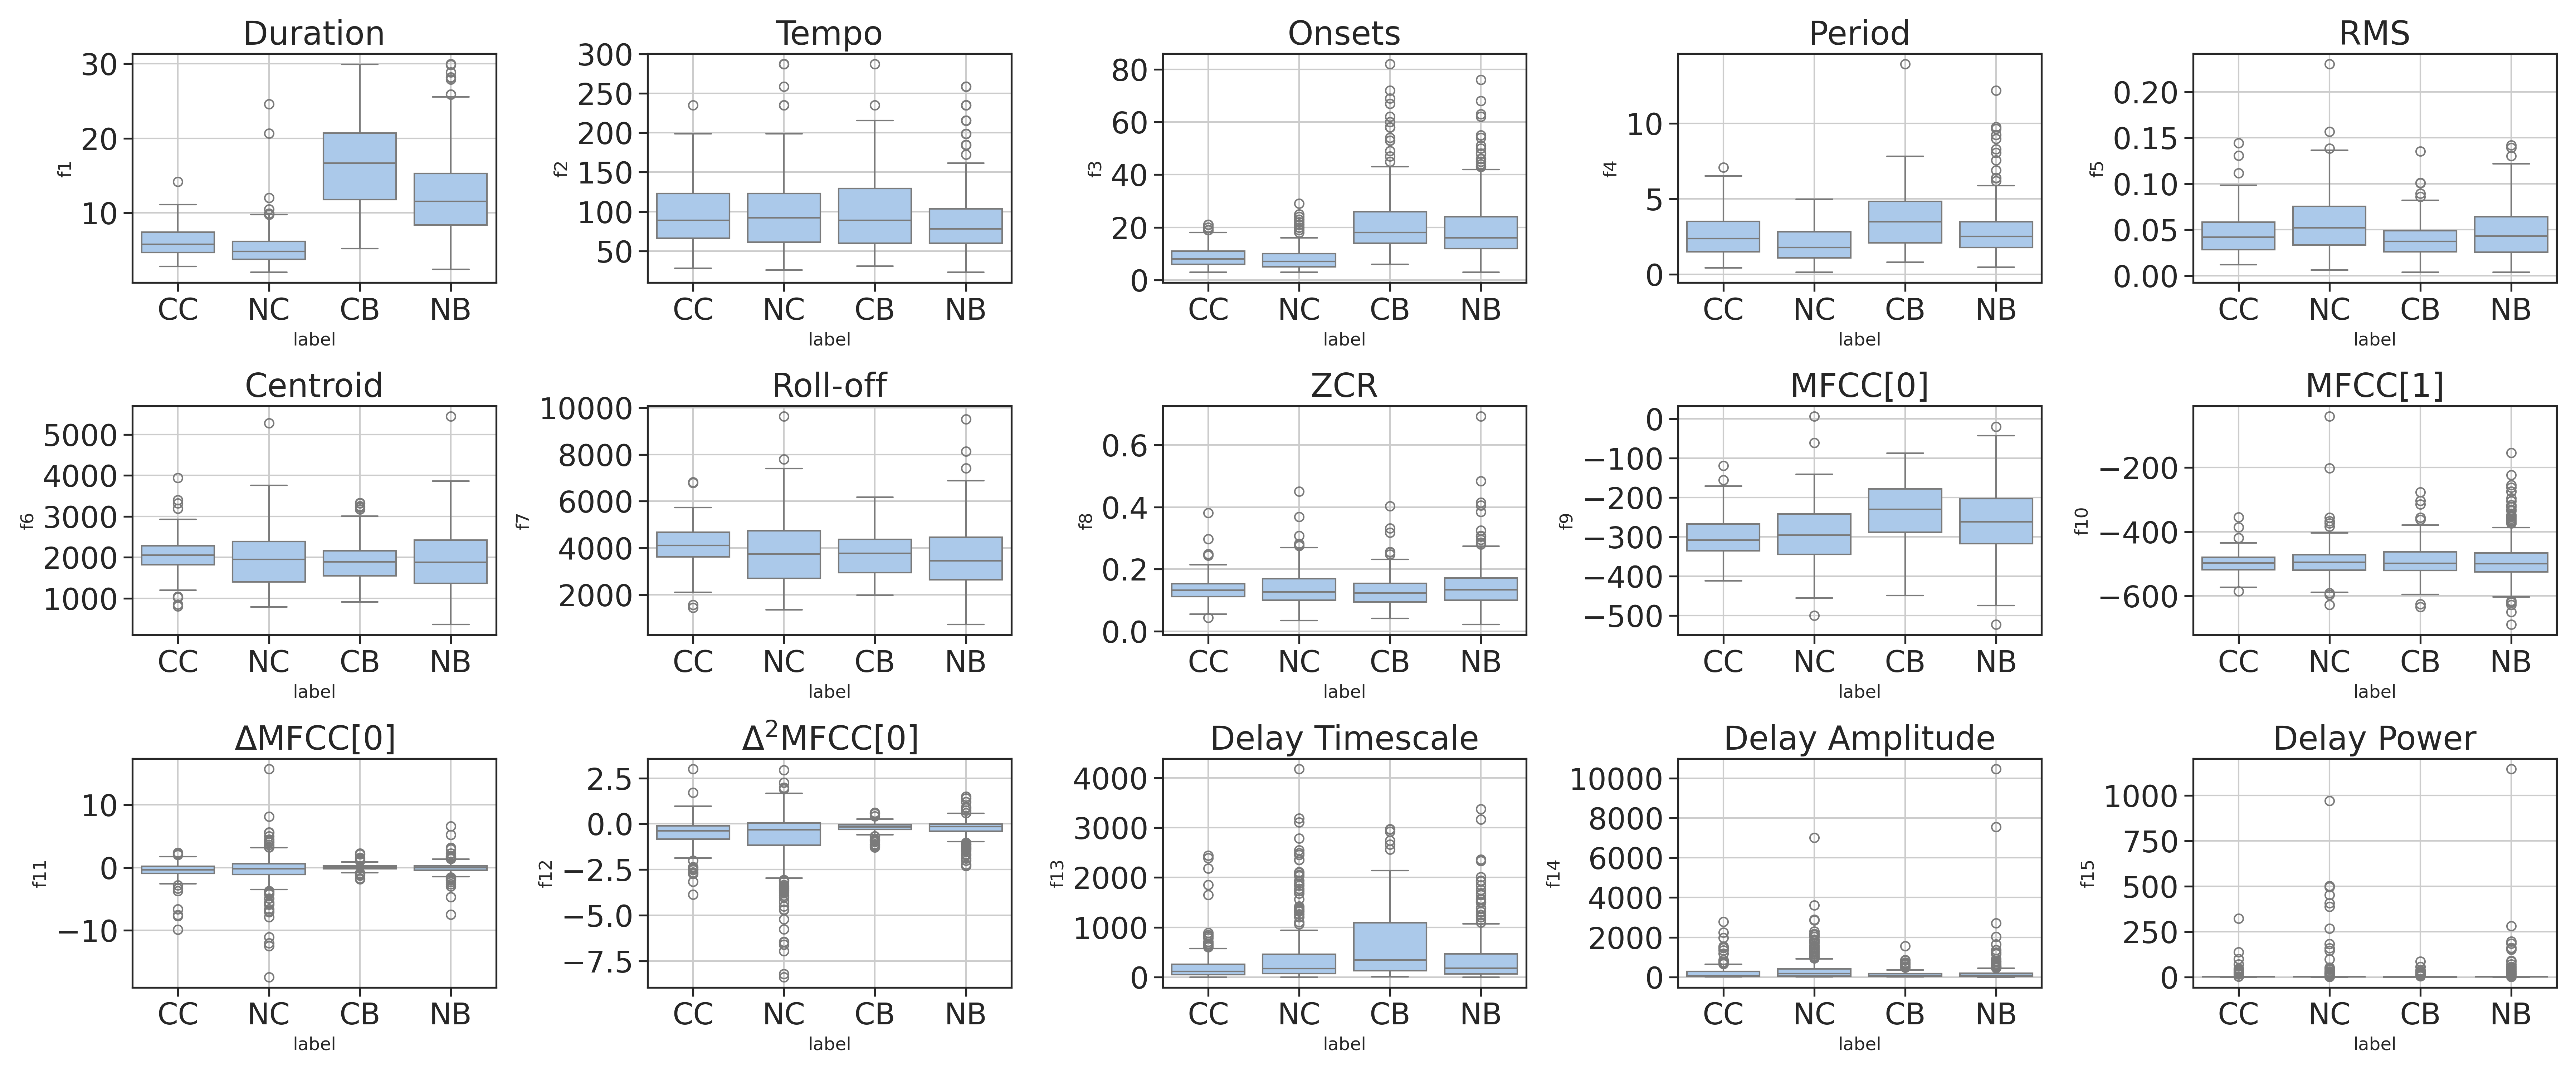 Duration
30
20
10
f1
CC NC CB NB
label
Tempo
300
250
200
150
100
50
f2
CC NC CB NB
label
Onsets
80
60
40
20
0
f3
CC NC CB NB
label
Period
10
5
0
f4
CC NC CB NB
label
RMS
0.20
0.15
0.10
0.05
0.00
f5
CC NC CB NB
label
Centroid
5000
4000
3000
2000
1000
f6
CC NC CB NB
label
Roll-off
10000
8000
6000
4000
2000
f7
CC NC CB NB
label
ZCR
0.6
0.4
0.2
0.0
f8
CC NC CB NB
label
MFCC[0]
0
−100
−200
−300
−400
−500
f9
CC NC CB NB
label
MFCC[1]
−200
−400
−600
f10
CC NC CB NB
label
ΔMFCC[0]
10
0
−10
f11
CC NC CB NB
label
Δ²MFCC[0]
2.5
0.0
−2.5
−5.0
−7.5
f12
CC NC CB NB
label
Delay Timescale
4000
3000
2000
1000
0
f13
CC NC CB NB
label
Delay Amplitude
10000
8000
6000
4000
2000
0
f14
CC NC CB NB
label
Delay Power
1000
750
500
250
0
f15
CC NC CB NB
label